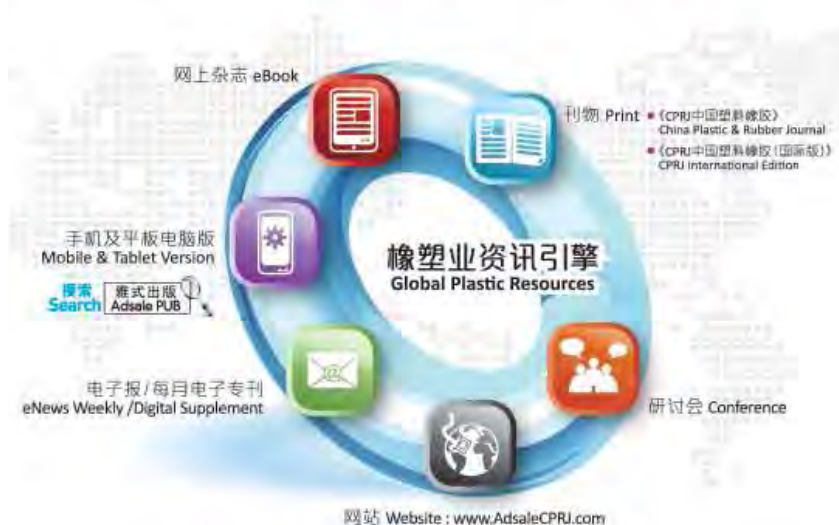 网上杂志 eBook
刊物 Print
《CPRJ中国塑料橡胶》
China Plastic & Rubber Journal
《CPRJ中国塑料橡胶(国际版)》
CPRJ International Edition
手机及平板电脑版
Mobile & Tablet Version
搜索
Search
雅式出版
Adsale PUB
橡塑业资讯引擎
Global Plastic Resources
电子报/每月电子专刊
eNews Weekly /Digital Supplement
研讨会 Conference
网站 Website : www.AdsaleCPRJ.com